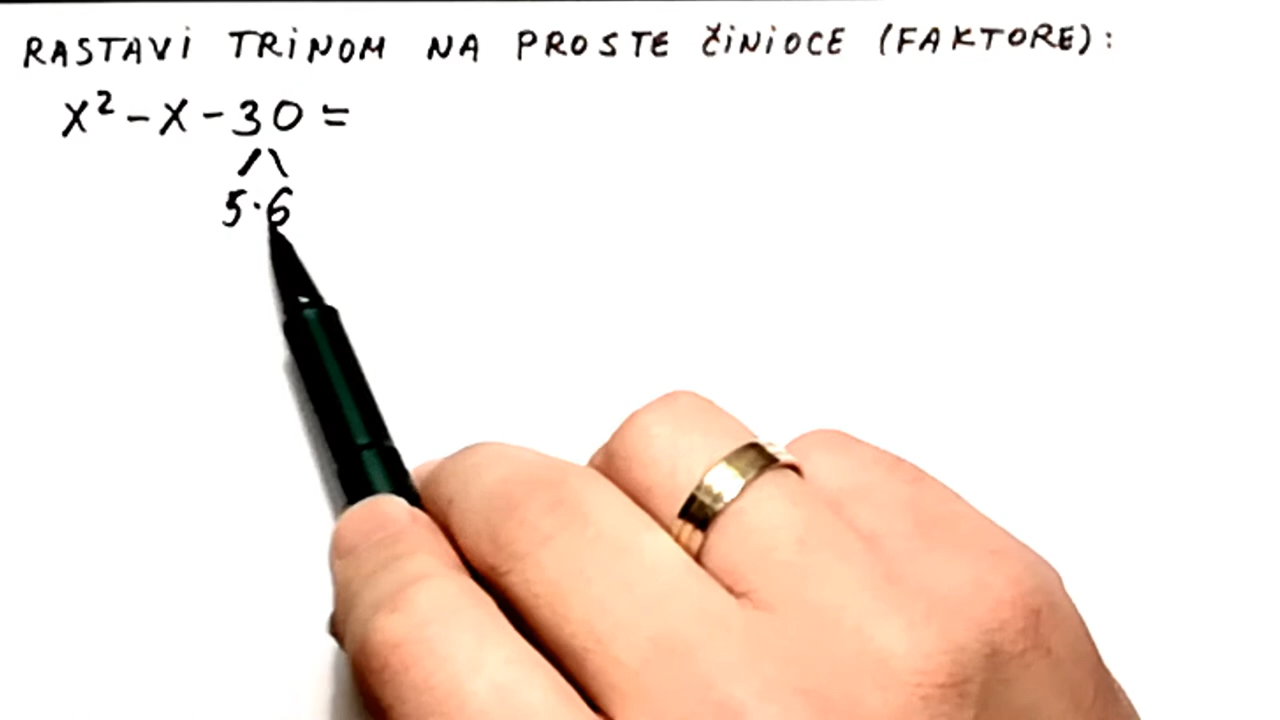 RASTAVI TRINOM NA PROSTE ČINIOCE (FAKTORE):
x² - x - 30 =
5·6